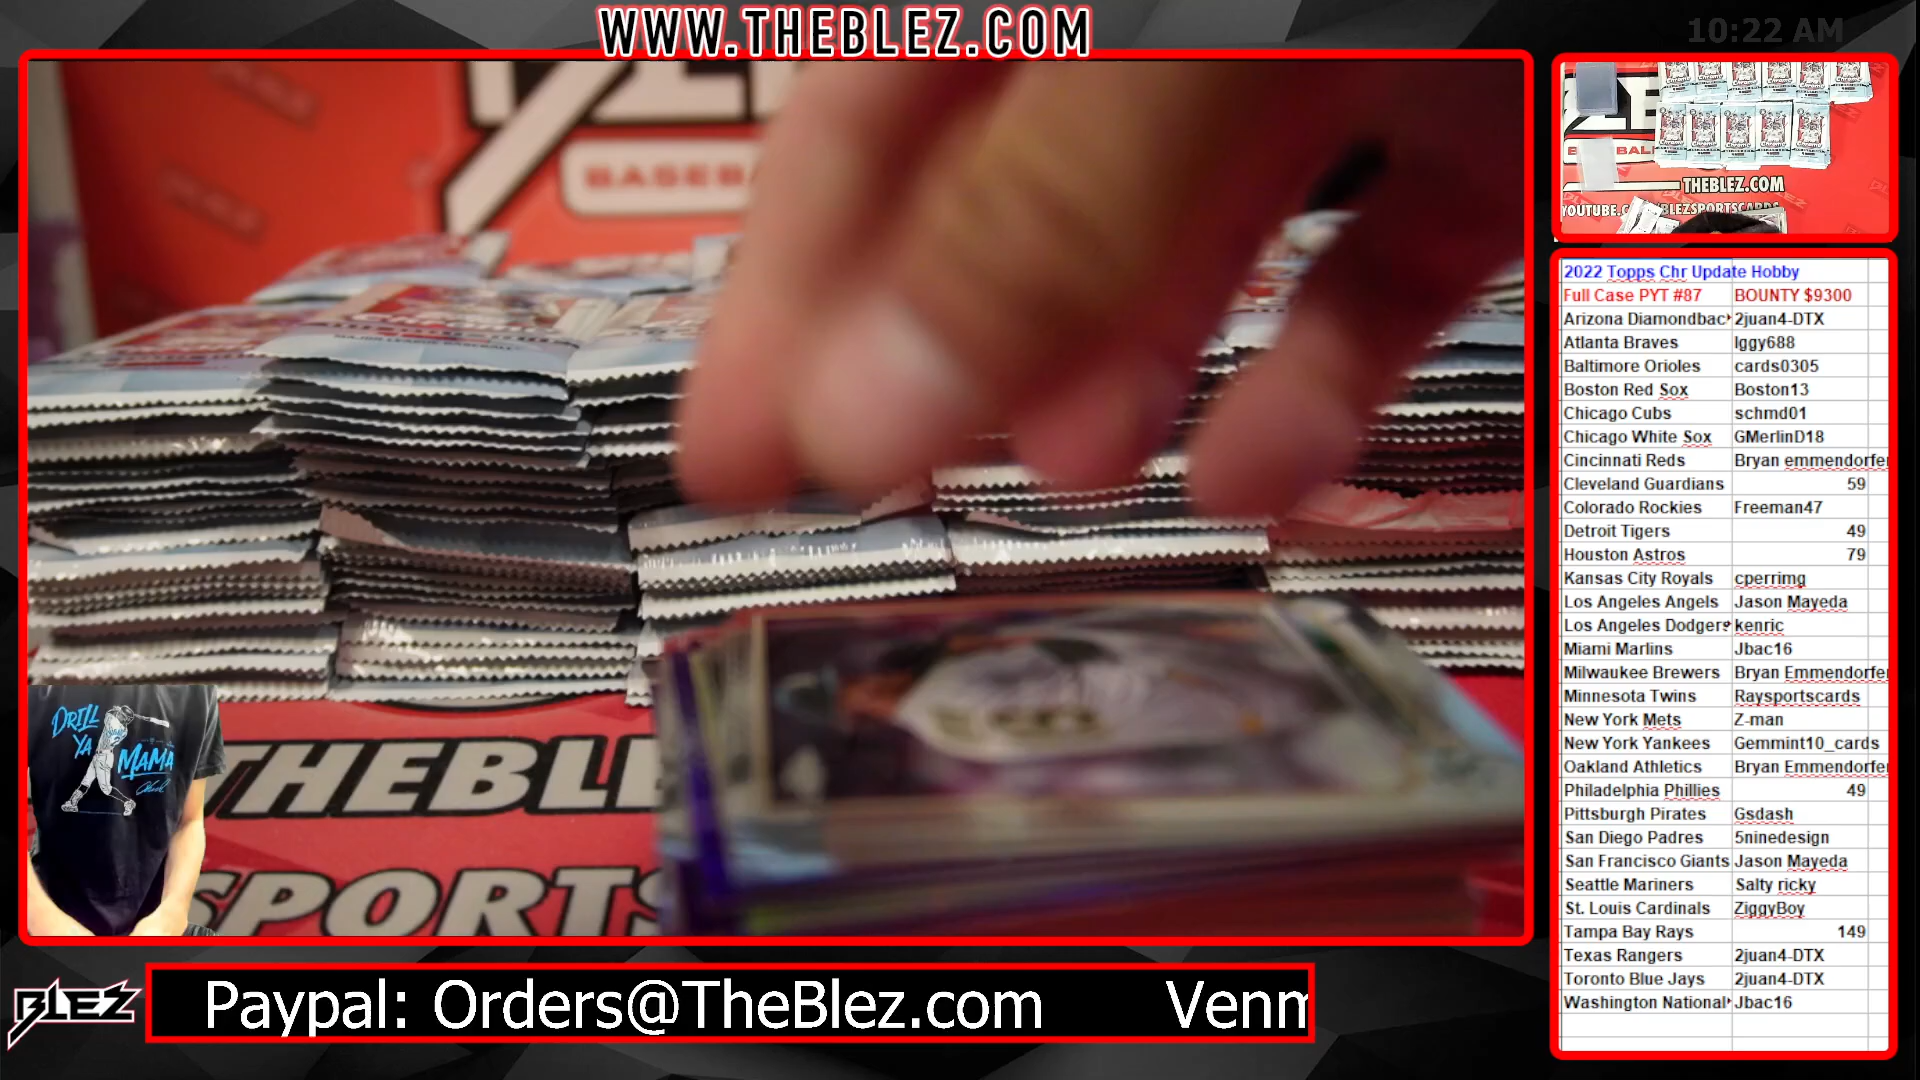 WWW.THEBLEZ.COM
10:22 AM
BASEBA
THEBLE
SPORTS
DRILL
YA
MAMA
THEBLEZ.COM
2022 Topps Chr Update Hobby
Full Case PYT #87 BOUNTY $9300
Arizona Diamondbac 2juan4-DTX
Atlanta Braves Iggy688
Baltimore Orioles cards0305
Boston Red Sox Boston13
Chicago Cubs schmd01
Chicago White Sox GMerlinD18
Cincinnati Reds Bryan emmendorfer
Cleveland Guardians 59
Colorado Rockies Freeman47
Detroit Tigers 49
Houston Astros 79
Kansas City Royals cperrimg
Los Angeles Angels Jason Mayeda
Los Angeles Dodgers kenric
Miami Marlins Jbac16
Milwaukee Brewers Bryan Emmendorfer
Minnesota Twins Raysportscards
New York Mets Z-man
New York Yankees Gemmint10_cards
Oakland Athletics Bryan Emmendorfer
Philadelphia Phillies 49
Pittsburgh Pirates Gsdash
San Diego Padres 5ninedesign
San Francisco Giants Jason Mayeda
Seattle Mariners Salty ricky
St. Louis Cardinals ZiggyBoy
Tampa Bay Rays 149
Texas Rangers 2juan4-DTX
Toronto Blue Jays 2juan4-DTX
Washington National Jbac16
BLEZ
Paypal: Orders@TheBlez.com Venm